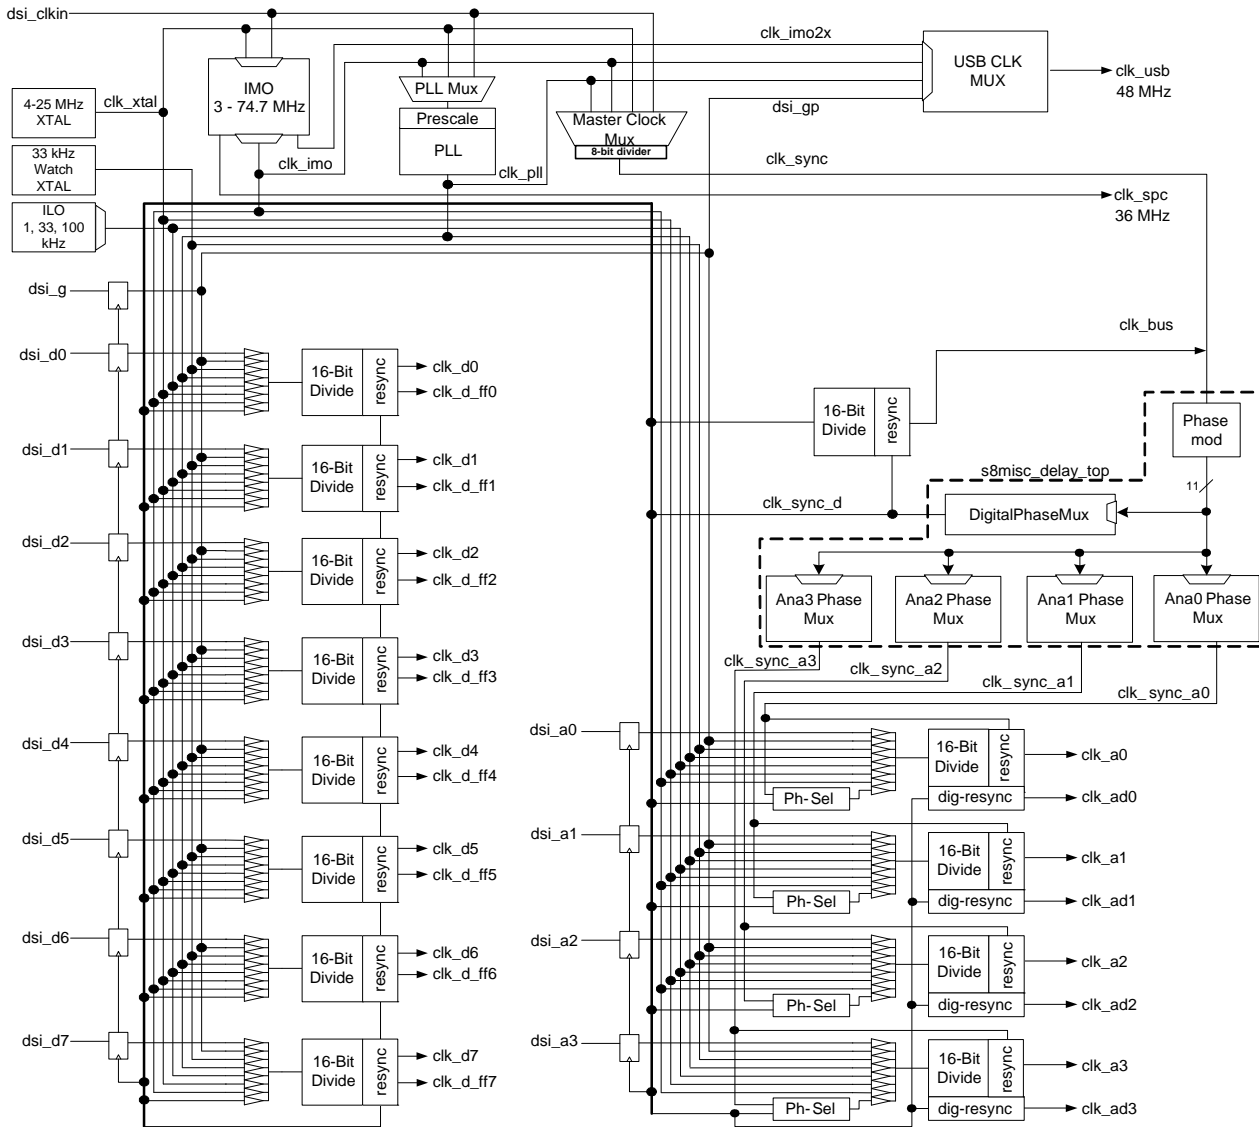 dsi_clkin
clk_imo2x
USB CLK
MUX
clk_usb
48 MHz
IMO
3 - 74.7 MHz
PLL Mux
Prescale
PLL
4-25 MHz
XTAL
clk_xtal
dsi_gp
Master Clock
Mux
8-bit divider
33 kHz
Watch
XTAL
clk_imo
clk_pll
clk_sync
clk_spc
36 MHz
ILO
1, 33, 100
kHz
dsi_g
clk_bus
dsi_d0
16-Bit
Divide
resync
clk_d0
clk_d_ff0
16-Bit
Divide
resync
Phase
mod
dsi_d1
16-Bit
Divide
resync
clk_d1
clk_d_ff1
s8misc_delay_top
11
clk_sync_d
DigitalPhaseMux
dsi_d2
16-Bit
Divide
resync
clk_d2
clk_d_ff2
Ana3 Phase
Mux
Ana2 Phase
Mux
Ana1 Phase
Mux
Ana0 Phase
Mux
dsi_d3
16-Bit
Divide
resync
clk_d3
clk_d_ff3
clk_sync_a3
clk_sync_a2
clk_sync_a1
clk_sync_a0
dsi_d4
16-Bit
Divide
resync
clk_d4
clk_d_ff4
dsi_a0
16-Bit
Divide
resync
clk_a0
Ph-Sel
dig-resync
clk_ad0
dsi_d5
16-Bit
Divide
resync
clk_d5
clk_d_ff5
dsi_a1
16-Bit
Divide
resync
clk_a1
Ph-Sel
dig-resync
clk_ad1
dsi_d6
16-Bit
Divide
resync
clk_d6
clk_d_ff6
dsi_a2
16-Bit
Divide
resync
clk_a2
Ph-Sel
dig-resync
clk_ad2
dsi_d7
16-Bit
Divide
resync
clk_d7
clk_d_ff7
dsi_a3
16-Bit
Divide
resync
clk_a3
Ph-Sel
dig-resync
clk_ad3